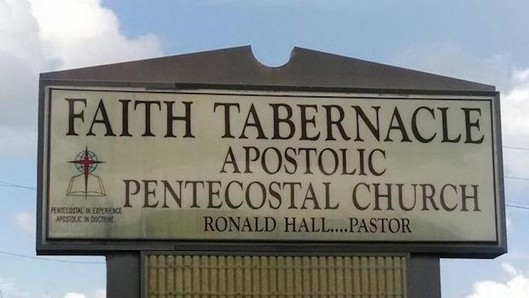 FAITH TABERNACLE
APOSTOLIC
PENTECOSTAL CHURCH
RONALD HALL....PASTOR
PENTECOSTAL IN EXPERIENCE
APOSTOLIC IN DOCTRINE